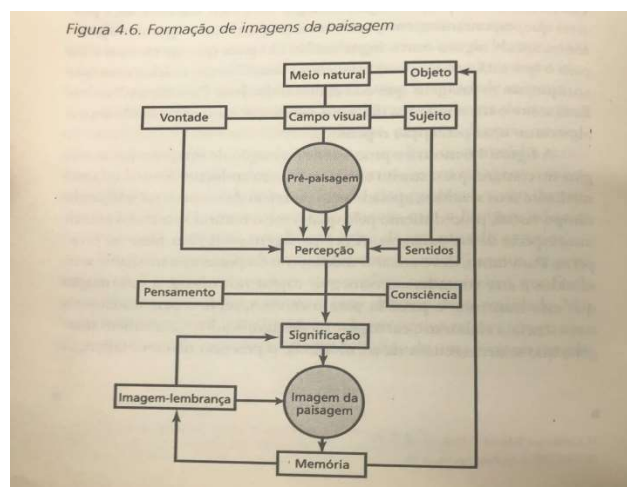 Figura 4.6. Formação de imagens da paisagem
Meio natural
Objeto
Vontade
Campo visual
Sujeito
Pré-paisagem
Percepção
Sentidos
Pensamento
Consciência
Significação
Imagem-lembrança
Imagem da
paisagem
Memória